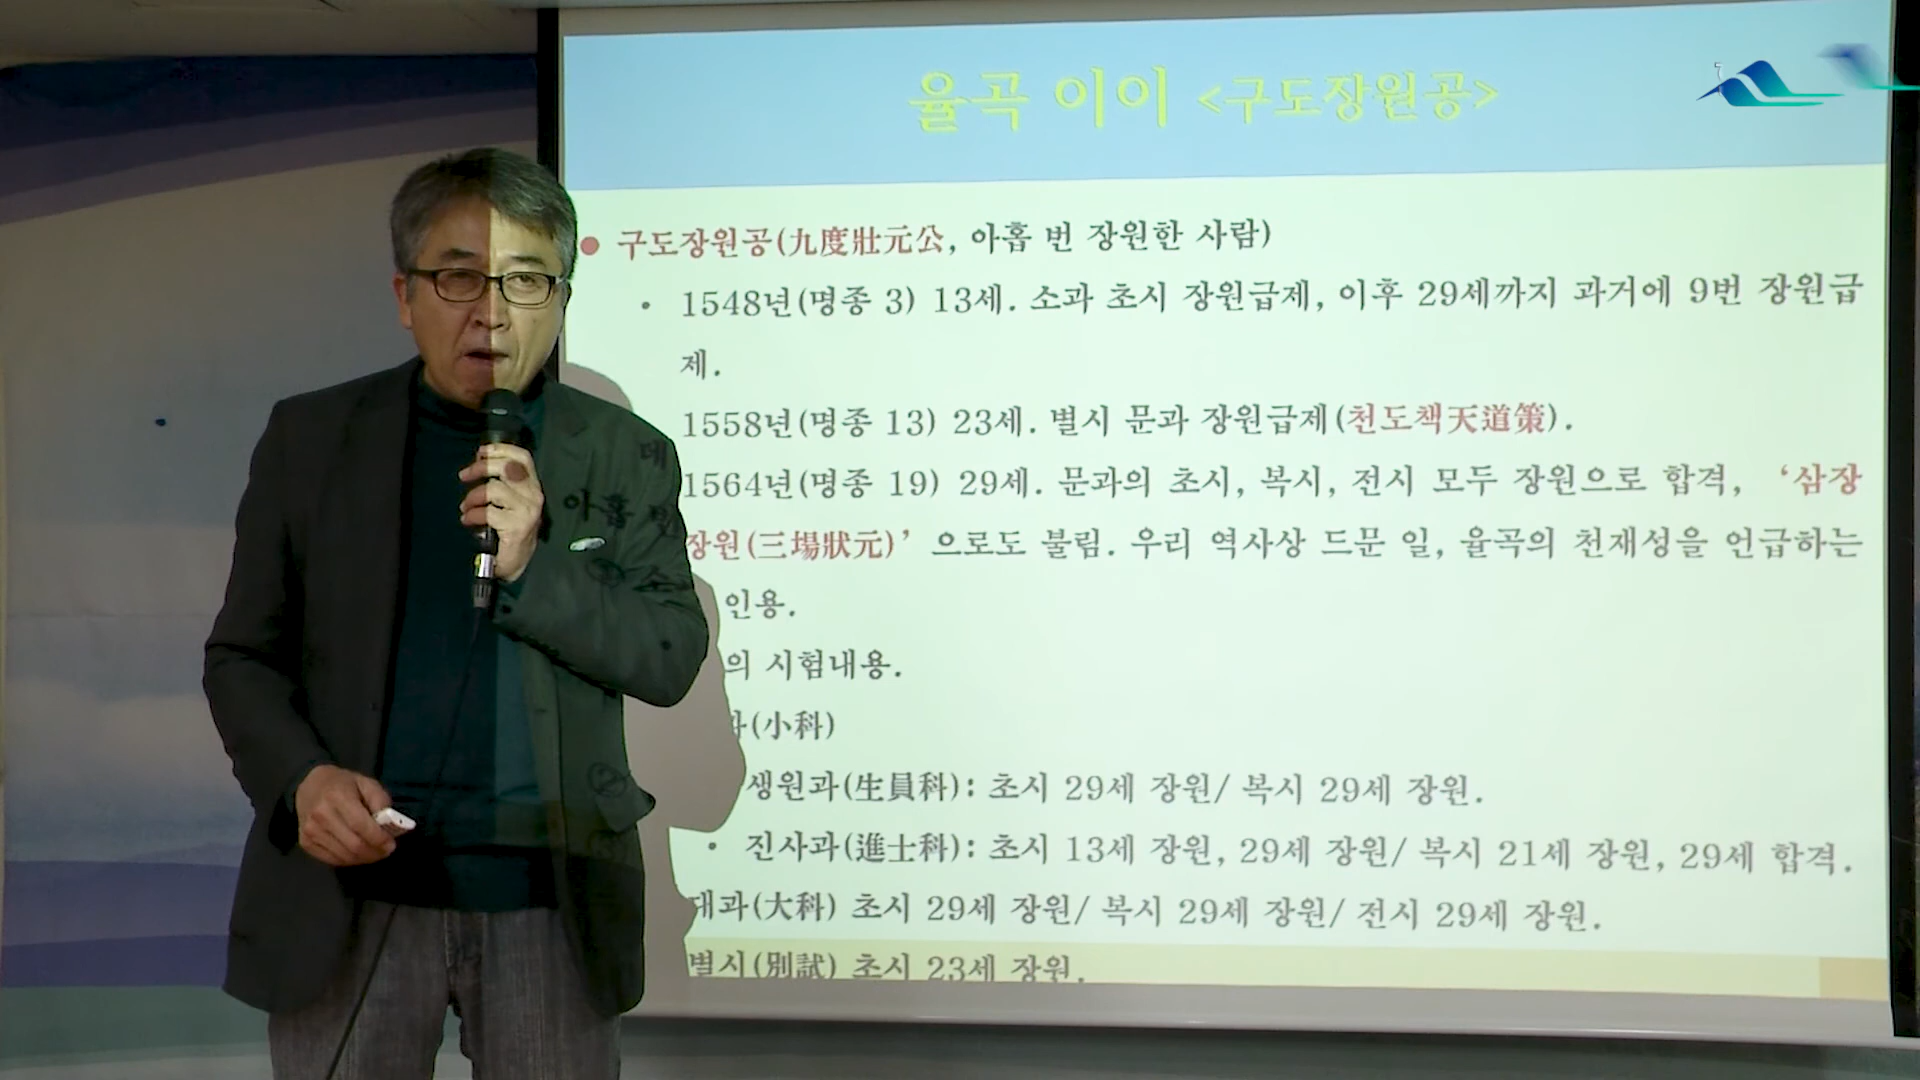 율곡 이이 <구도장원공>
구도장원공(九度壯元公, 아홉 번 장원한 사람)
1548년(명종 3) 13세. 소과 초시 장원급제, 이후 29세까지 과거에 9번 장원급
제.
1558년(명종 13) 23세. 별시 문과 장원급제(천도책天道策).
1564년(명종 19) 29세. 문과의 초시, 복시, 전시 모두 장원으로 합격, ‘삼장
장원(三場狀元)’으로도 불림. 우리 역사상 드문 일, 율곡의 천재성을 언급하는
데 인용.
아홉 번의 시험내용.
소과(小科)
생원과(生員科): 초시 29세 장원/ 복시 29세 장원.
진사과(進士科): 초시 13세 장원, 29세 장원/ 복시 21세 장원, 29세 합격.
대과(大科) 초시 29세 장원/ 복시 29세 장원/ 전시 29세 장원.
별시(別試) 초시 23세 장원.